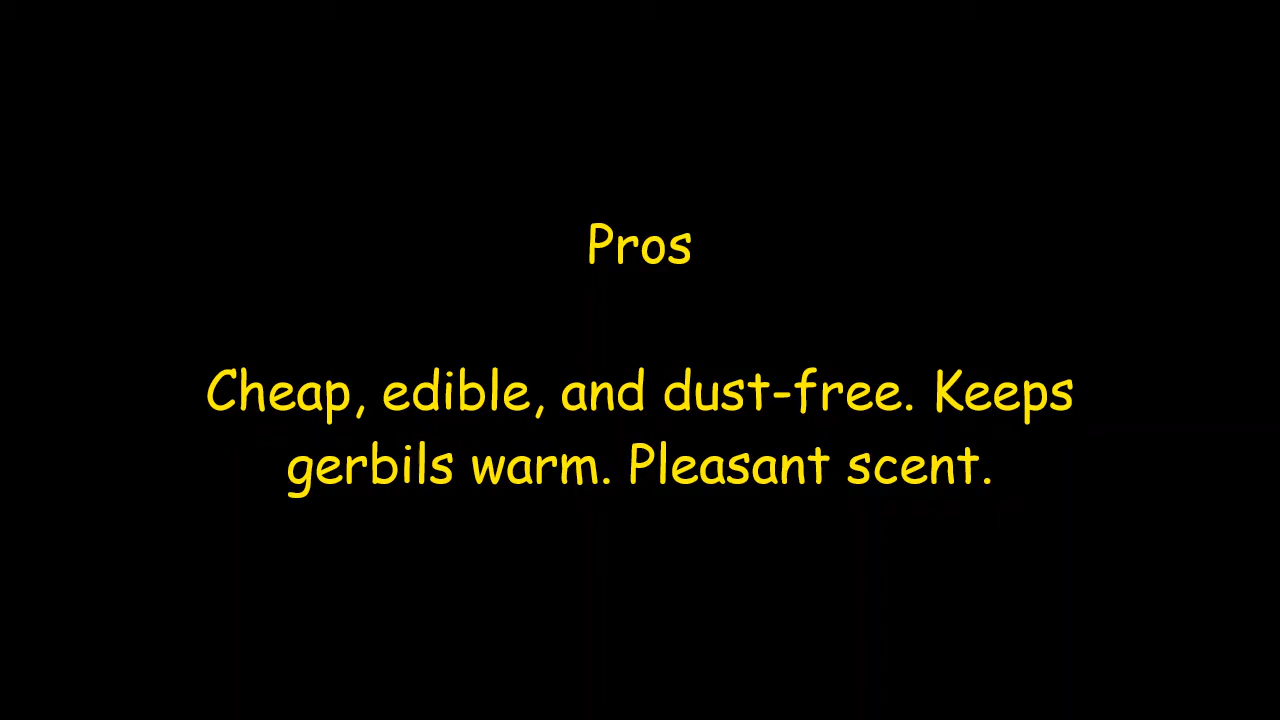 Pros
Cheap, edible, and dust-free. Keeps
gerbils warm. Pleasant scent.